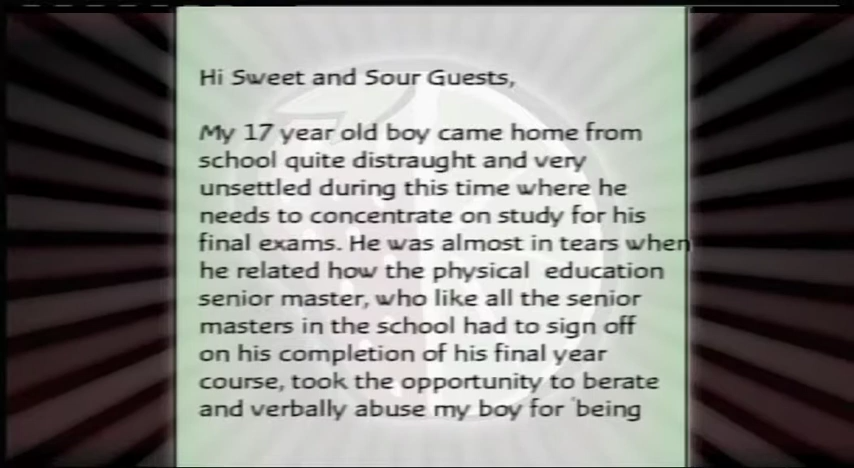 Hi Sweet and Sour Guests,
My 17 year old boy came home from
school quite distraught and very
unsettled during this time where he
needs to concentrate on study for his
final exams. He was almost in tears when
he related how the physical education
senior master, who like all the senior
masters in the school had to sign off
on his completion of his final year
course, took the opportunity to berate
and verbally abuse my boy for 'being